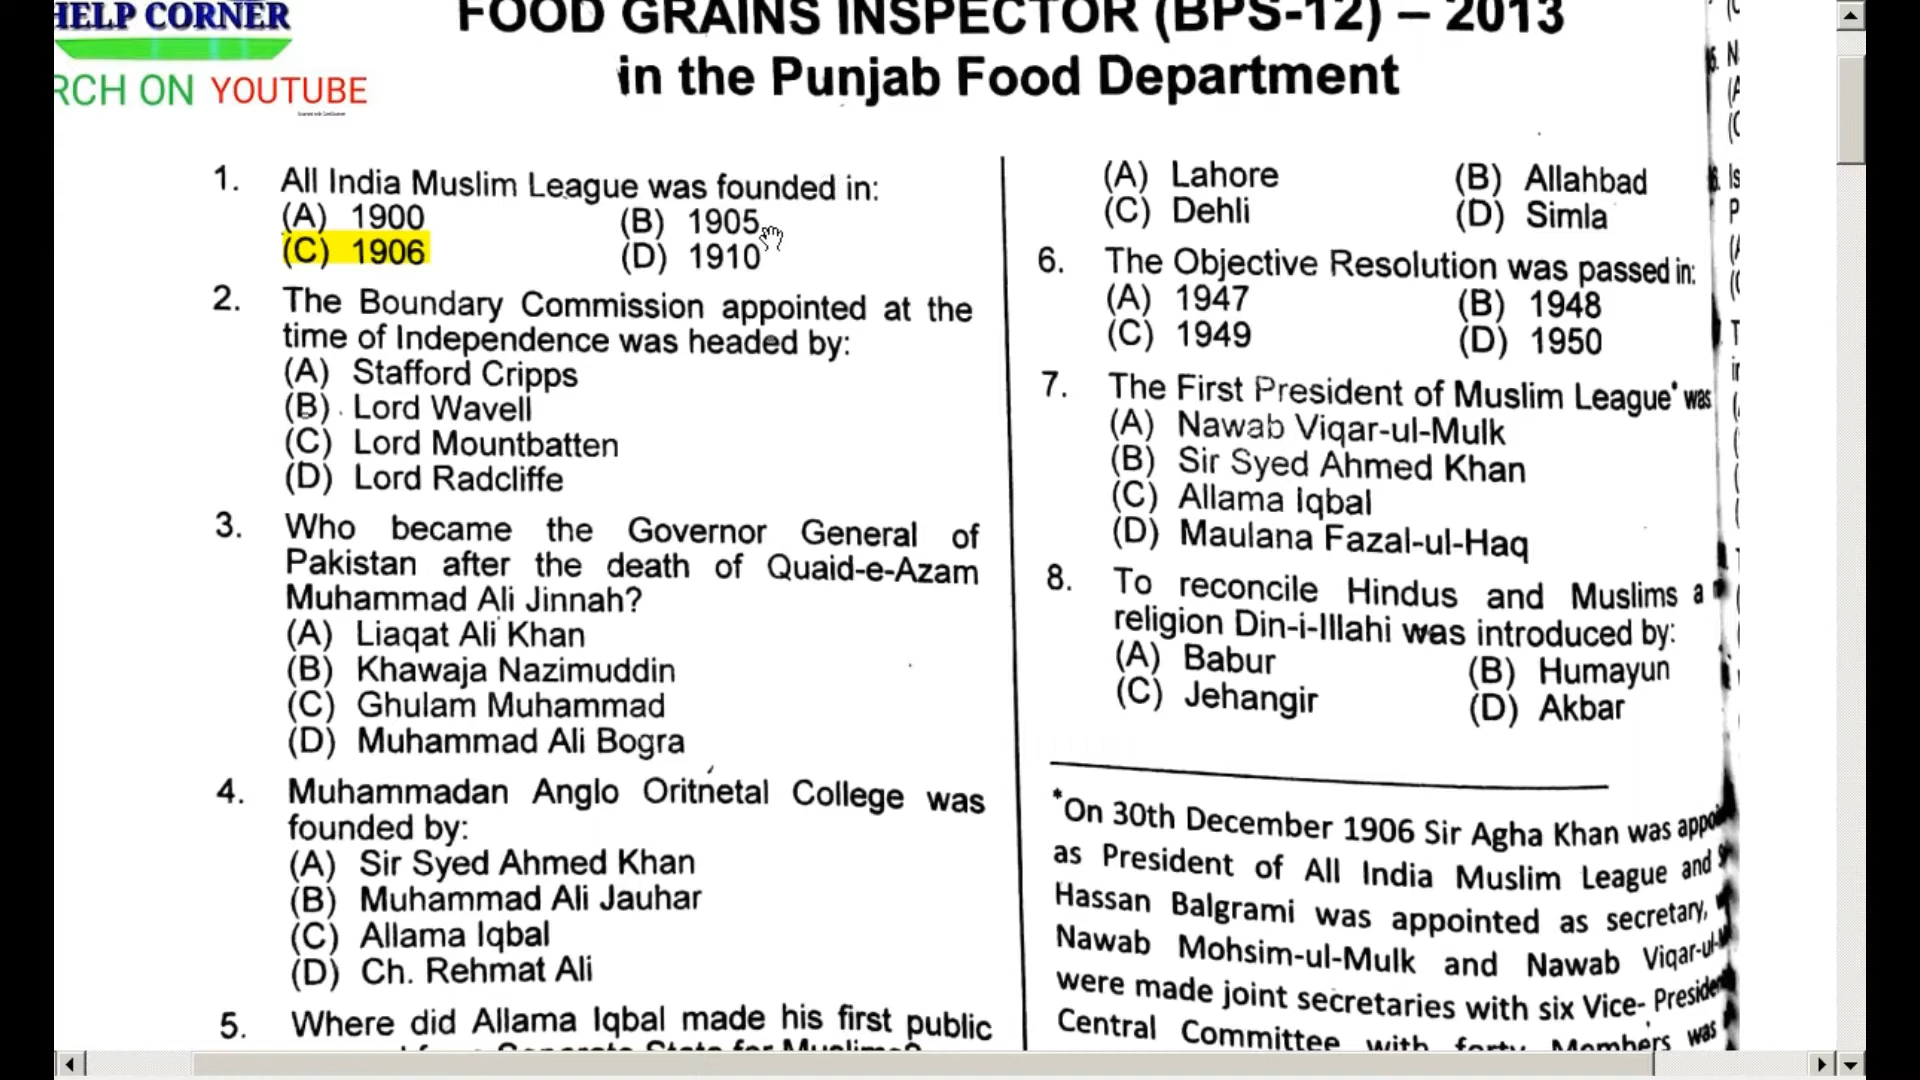 HELP CORNER
RCH ON YOUTUBE
FOOD GRAINS INSPECTOR (BPS-12) – 2013
in the Punjab Food Department
1. All India Muslim League was founded in:
(A) 1900 (B) 1905
(C) 1906 (D) 1910
2. The Boundary Commission appointed at the
time of Independence was headed by:
(A) Stafford Cripps
(B) Lord Wavell
(C) Lord Mountbatten
(D) Lord Radcliffe
3. Who became the Governor General of
Pakistan after the death of Quaid-e-Azam
Muhammad Ali Jinnah?
(A) Liaqat Ali Khan
(B) Khawaja Nazimuddin
(C) Ghulam Muhammad
(D) Muhammad Ali Bogra
4. Muhammadan Anglo Oritnetal College was
founded by:
(A) Sir Syed Ahmed Khan
(B) Muhammad Ali Jauhar
(C) Allama Iqbal
(D) Ch. Rehmat Ali
5. Where did Allama Iqbal made his first public
Separate State for Muslims?
(A) Lahore (B) Allahbad
(C) Dehli (D) Simla
6. The Objective Resolution was passed in:
(A) 1947 (B) 1948
(C) 1949 (D) 1950
7. The First President of Muslim League* was
(A) Nawab Viqar-ul-Mulk
(B) Sir Syed Ahmed Khan
(C) Allama Iqbal
(D) Maulana Fazal-ul-Haq
8. To reconcile Hindus and Muslims a
religion Din-i-Illahi was introduced by:
(A) Babur (B) Humayun
(C) Jehangir (D) Akbar
*On 30th December 1906 Sir Agha Khan was
as President of All India Muslim League and
Hassan Balgrami was appointed as secretary,
Nawab Mohsim-ul-Mulk and Nawab Viqar-ul-
were made joint secretaries with six Vice-
Central Committee with forty Members was